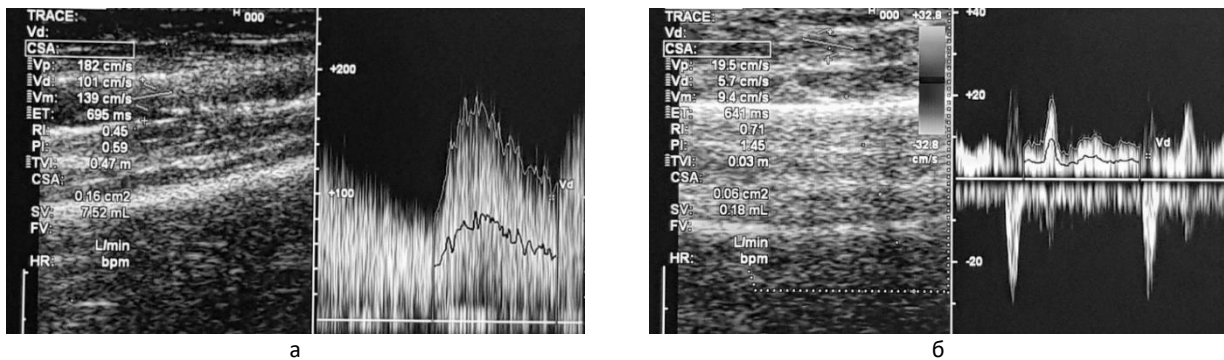 TRACE:
H 000
Vd:
CSA:
Vp: 182 cm/s
Vd: 101 cm/s
Vm: 139 cm/s
ET: 695 ms
RI: 0.45
PI: 0.59
TVI: 0.47 m
CSA:
0.16 cm2
SV: 7.52 mL
FV:
L/min
HR: bpm
+200
+100
Vd
а
TRACE:
H 000
+32.8
+40
Vd:
CSA:
Vp: 19.5 cm/s
Vd: 5.7 cm/s
Vm: 9.4 cm/s
ET: 641 ms
RI: 0.71
PI: 1.45
TVI: 0.03 m
CSA:
0.06 cm2
SV: 0.18 mL
FV:
L/min
HR: bpm
-32.8
cm/s
+20
Vd
-20
б